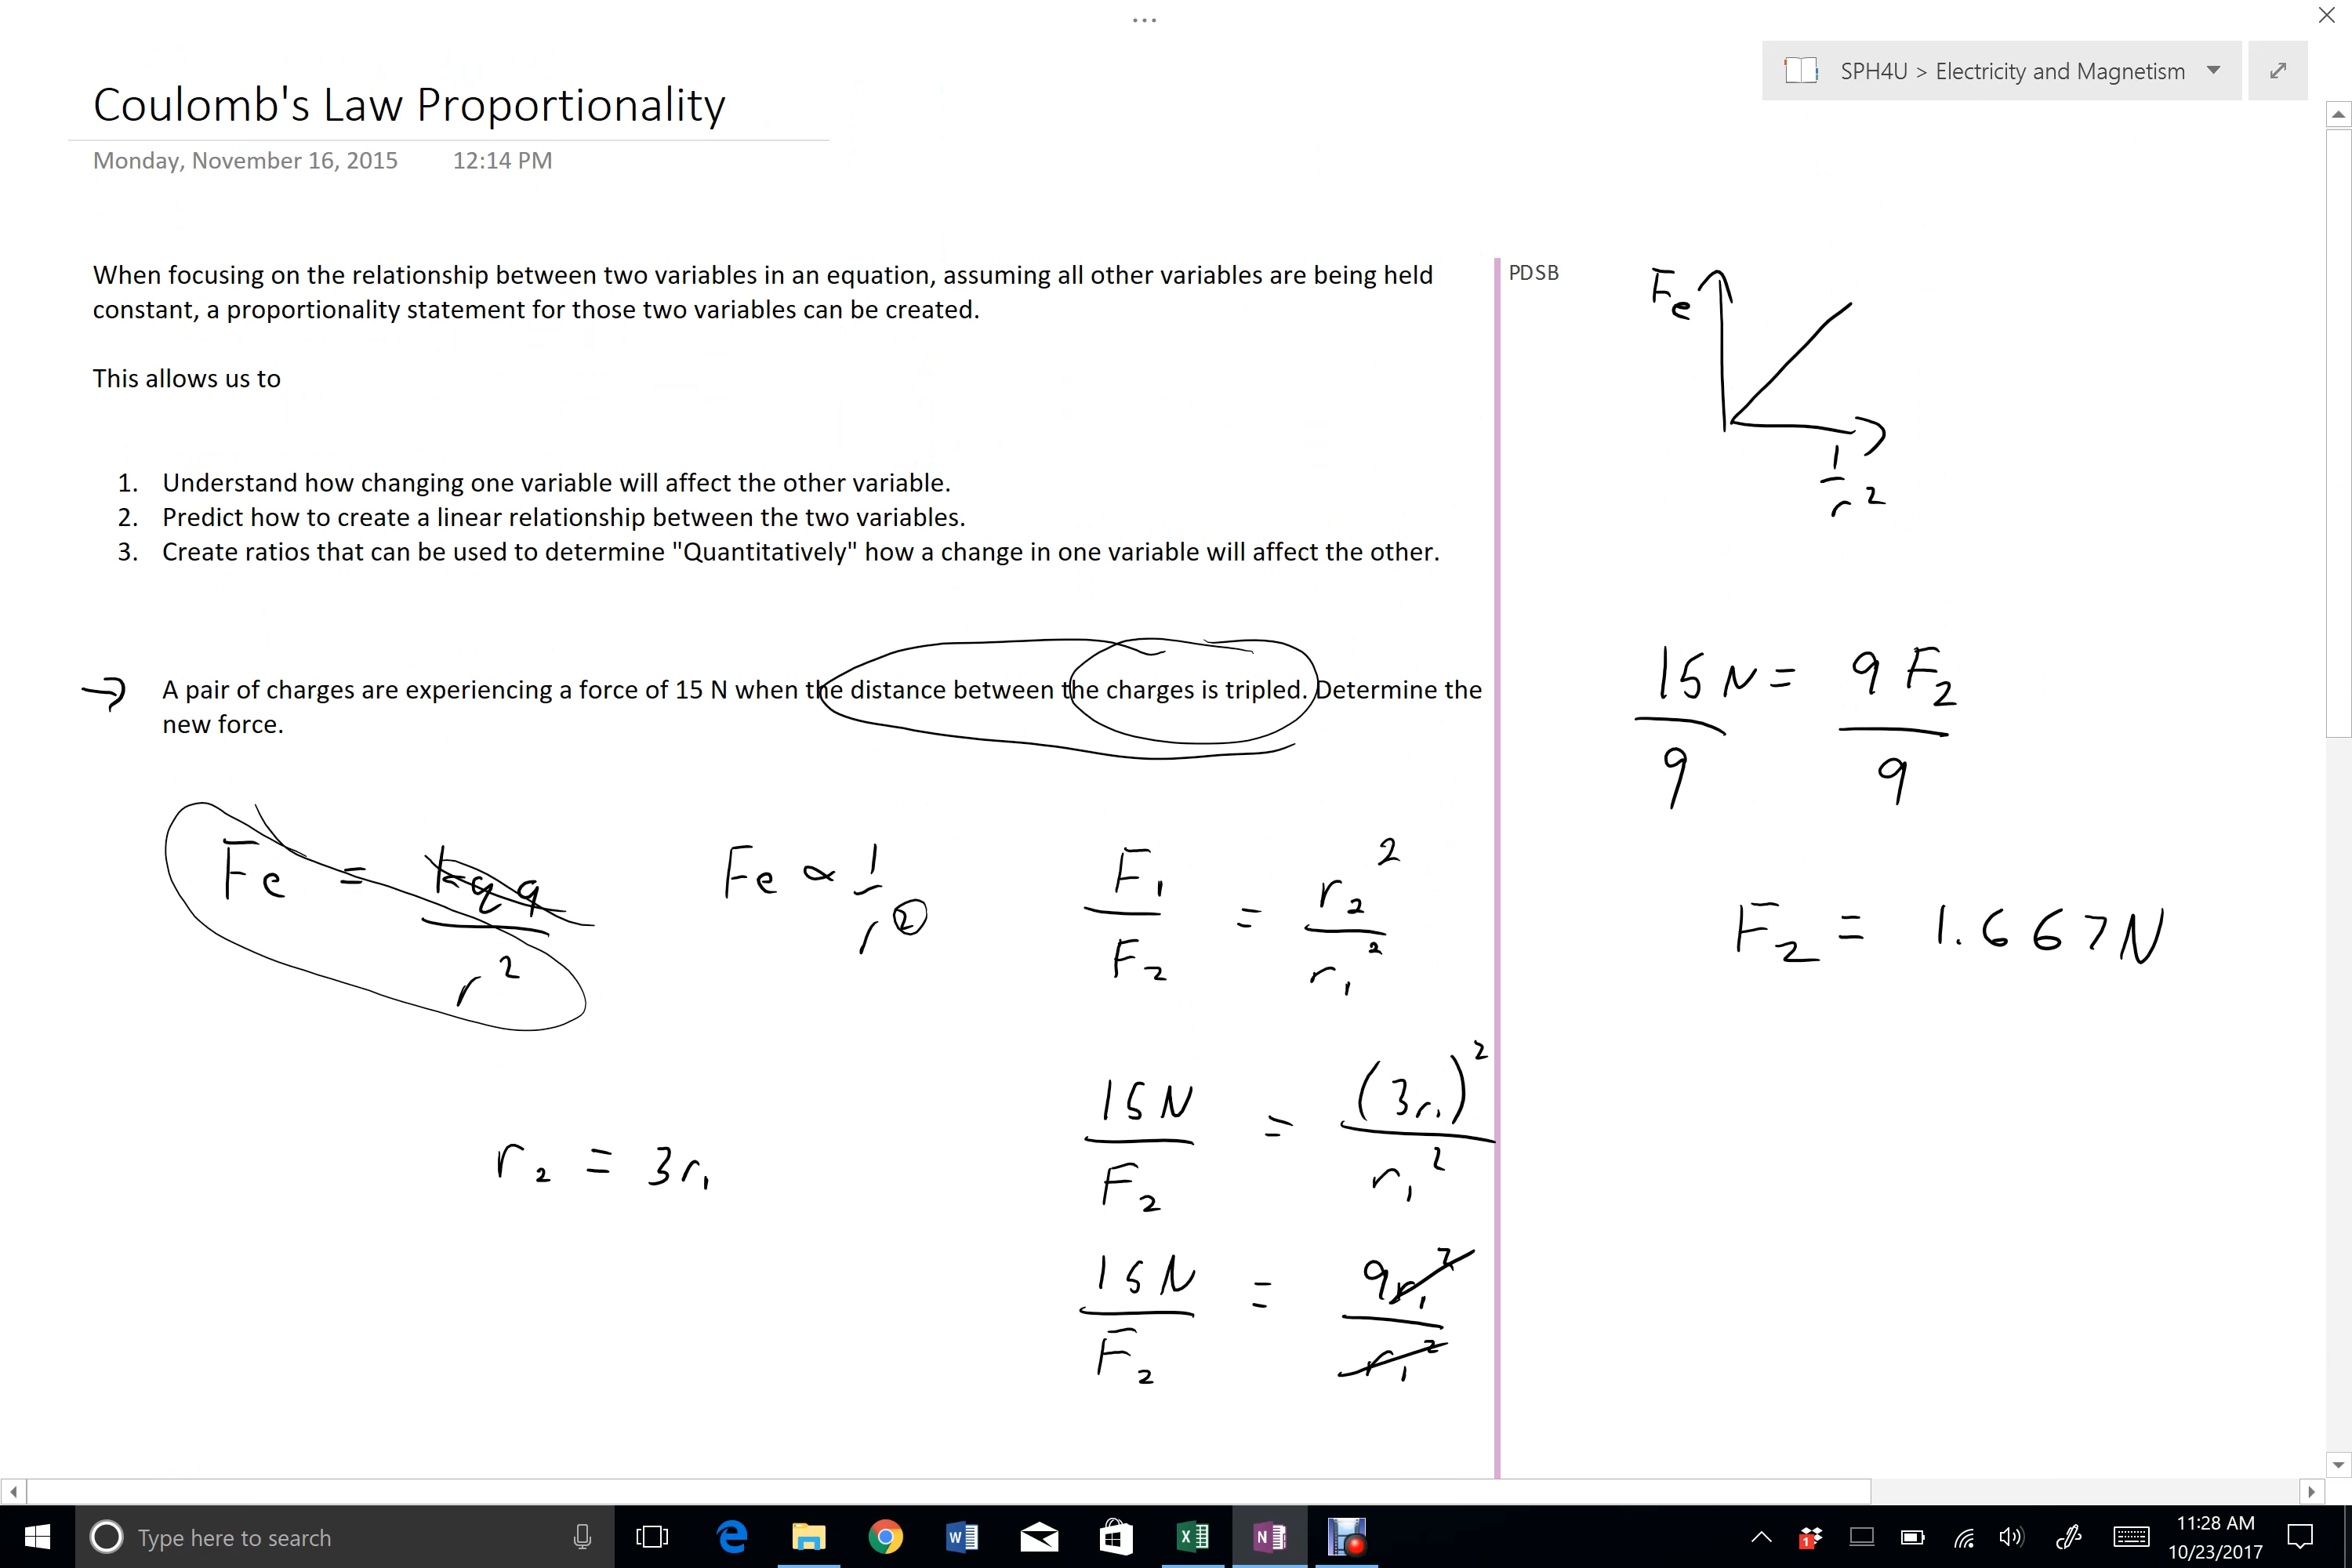 SPH4U > Electricity and Magnetism
Coulomb's Law Proportionality
Monday, November 16, 2015 12:14 PM
When focusing on the relationship between two variables in an equation, assuming all other variables are being held
constant, a proportionality statement for those two variables can be created.
This allows us to
1. Understand how changing one variable will affect the other variable.
2. Predict how to create a linear relationship between the two variables.
3. Create ratios that can be used to determine "Quantitatively" how a change in one variable will affect the other.
A pair of charges are experiencing a force of 15 N when the distance between the charges is tripled. Determine the
new force.
Fe = kqq / r²
Fe ∝ 1 / r²
F₁ / F₂ = r₂² / r₁²
r₂ = 3r₁
15N / F₂ = (3r₁)² / r₁²
15N / F₂ = 9r₁² / r₁²
PDSB
Fe
1 / r²
15N / 9 = 9F₂ / 9
F₂ = 1.667N
Type here to search
11:28 AM
10/23/2017